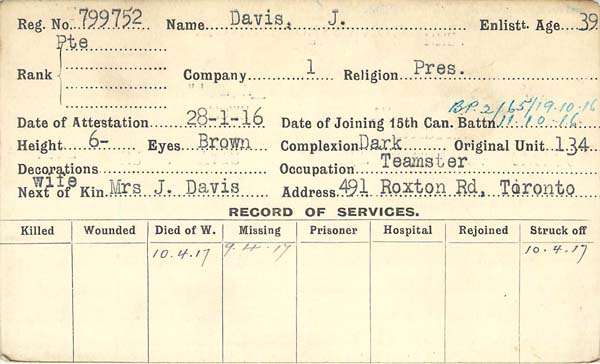 Reg. No. 799752 Name Davis, J. Enlistt. Age 39
Pte
Rank Company 1 Religion Pres.
B.P. 2/65/19.10.16
Date of Attestation 28-1-16 Date of Joining 15th Can. Battn. 11.10.16.
Height 6- Eyes Brown Complexion Dark Original Unit 134
Decorations Occupation Teamster
wife
Next of Kin Mrs J. Davis Address 491 Roxton Rd, Toronto
RECORD OF SERVICES.
Killed Wounded Died of W. Missing Prisoner Hospital Rejoined Struck off
10.4.17 9.4.17 10.4.17